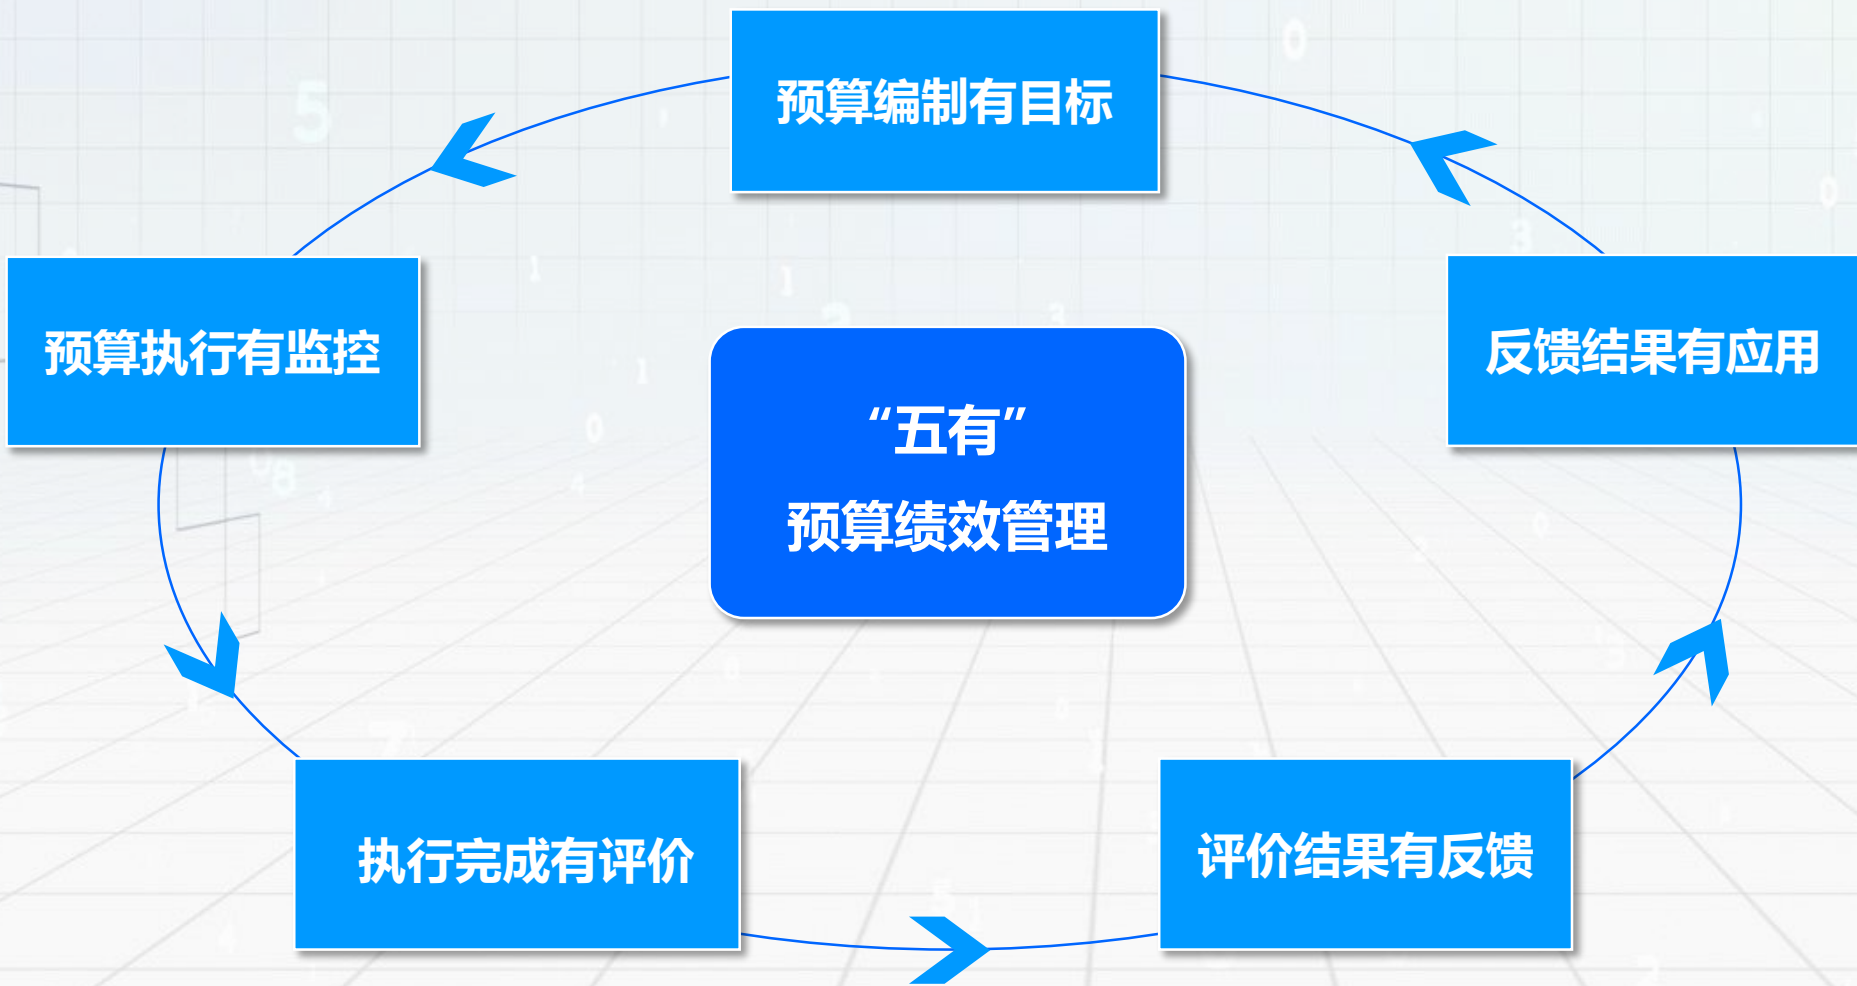 预算编制有目标
预算执行有监控
反馈结果有应用
“五有”
预算绩效管理
执行完成有评价
评价结果有反馈